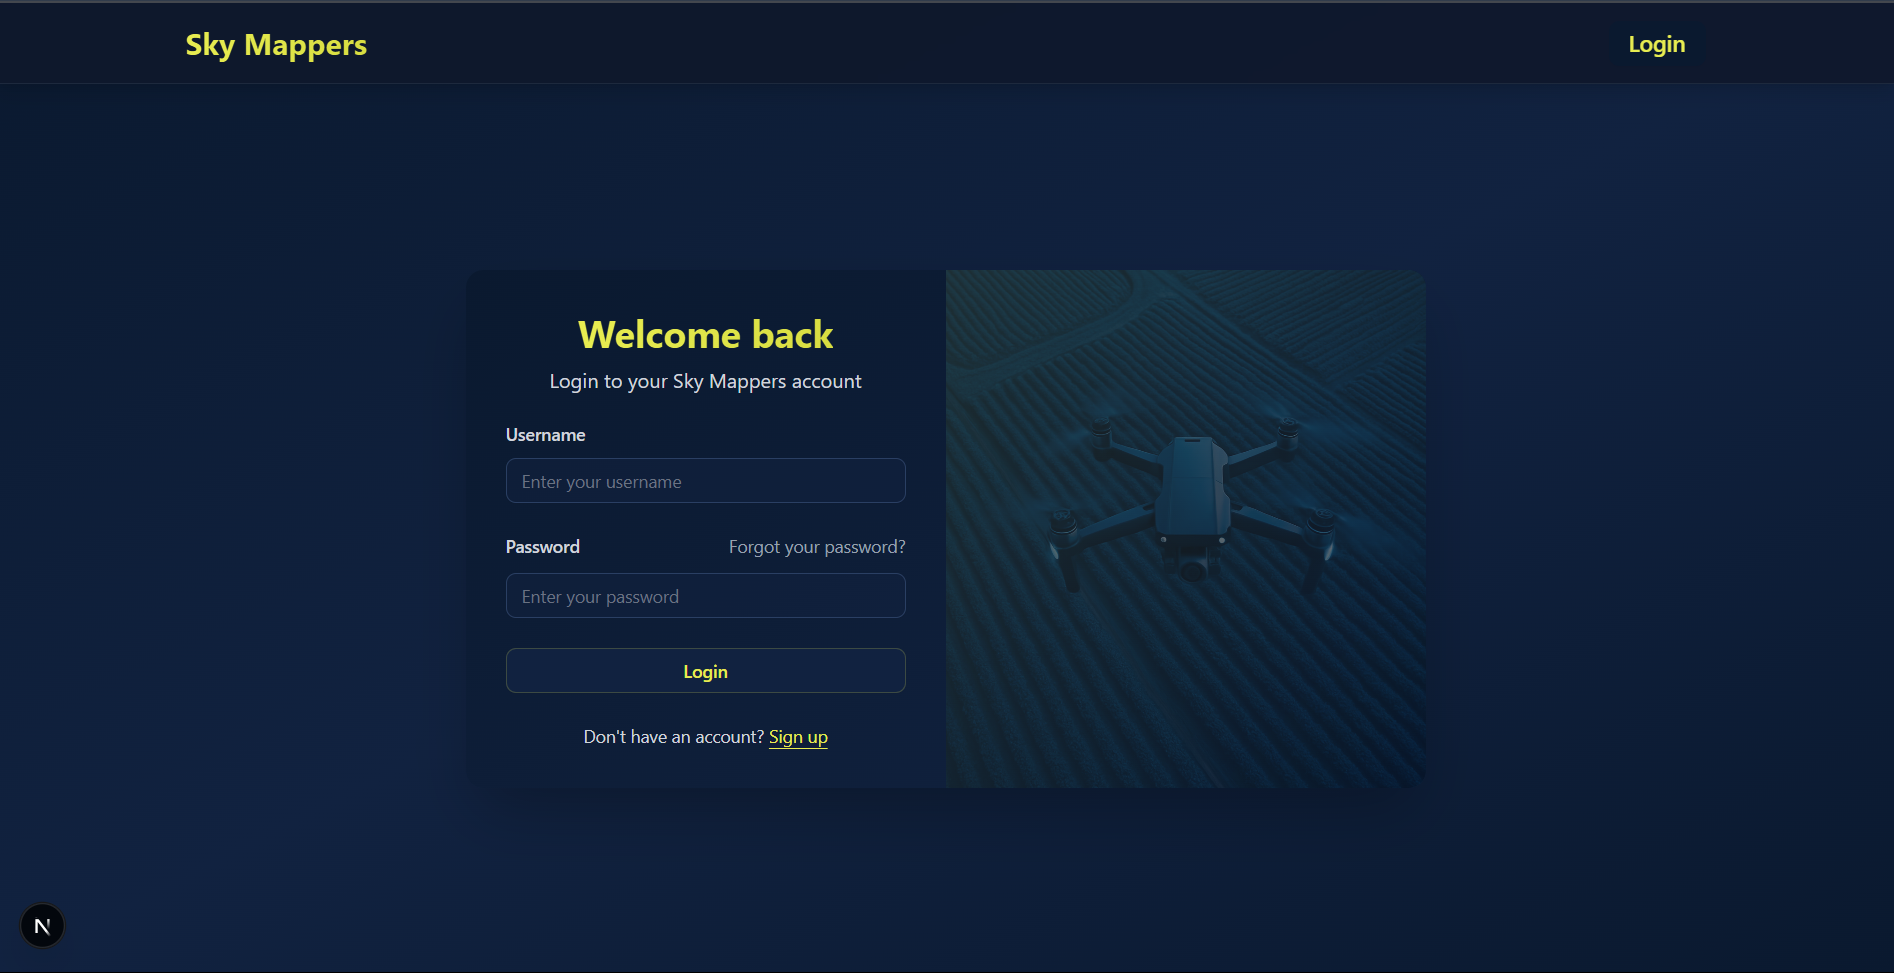 Sky Mappers
Login
Welcome back
Login to your Sky Mappers account
Username
Enter your username
Password
Forgot your password?
Enter your password
Login
Don't have an account? Sign up
N